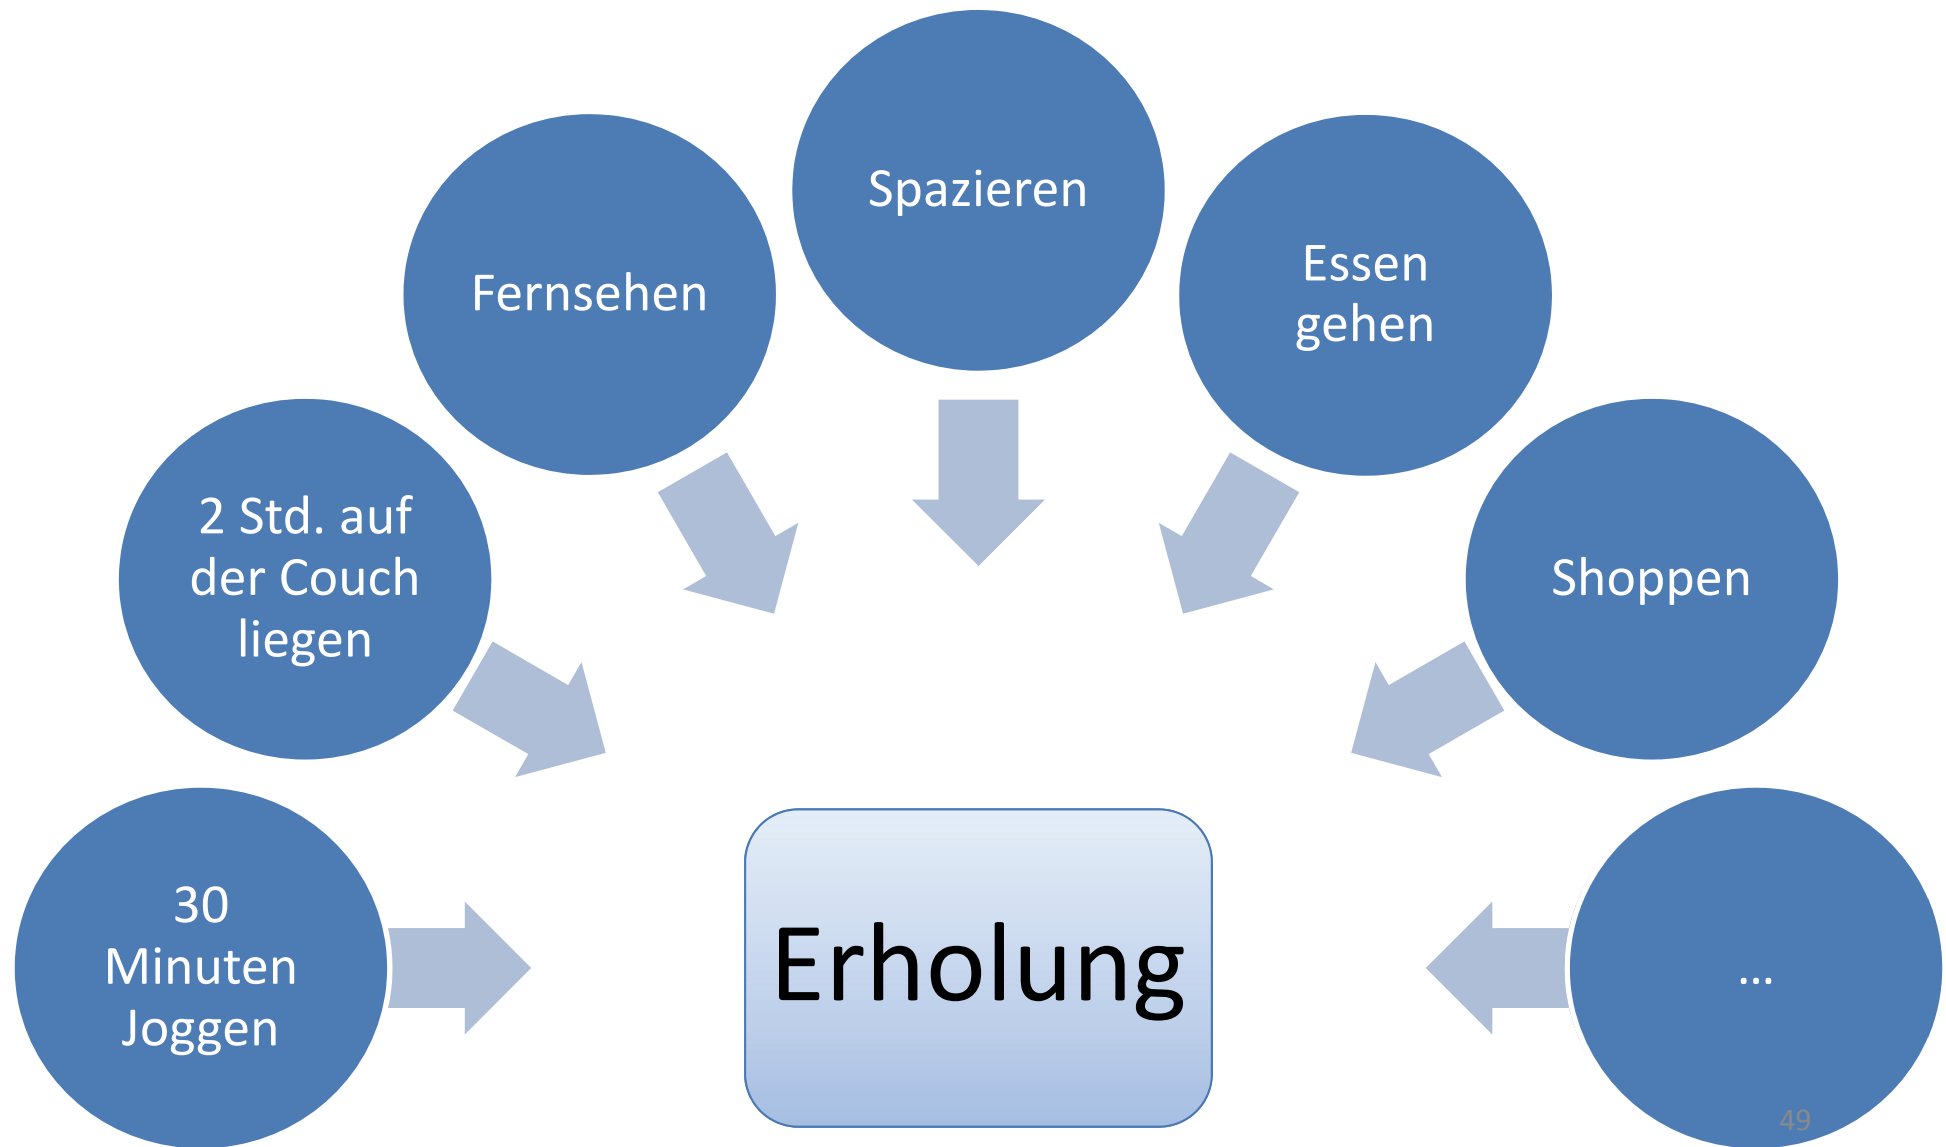 Spazieren
Fernsehen
Essen
gehen
2 Std. auf
der Couch
liegen
Shoppen
30
Minuten
Joggen
Erholung
...
49